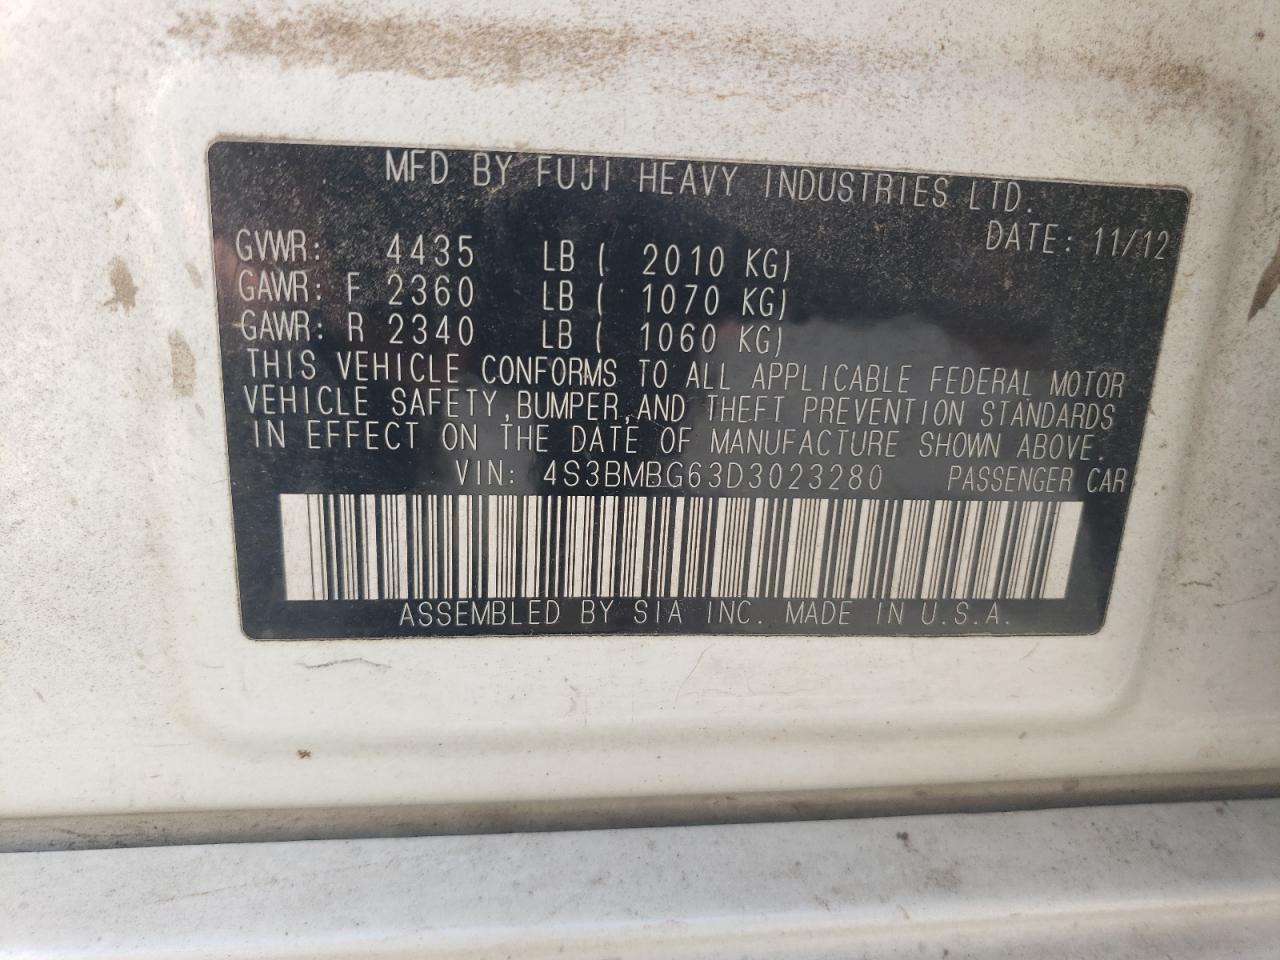 MFD BY FUJI HEAVY INDUSTRIES LTD.
DATE: 11/12
GVWR: 4435 LB ( 2010 KG)
GAWR: F 2360 LB ( 1070 KG)
GAWR: R 2340 LB ( 1060 KG)
THIS VEHICLE CONFORMS TO ALL APPLICABLE FEDERAL MOTOR
VEHICLE SAFETY, BUMPER, AND THEFT PREVENTION STANDARDS
IN EFFECT ON THE DATE OF MANUFACTURE SHOWN ABOVE.
VIN: 4S3BMBG63D3023280 PASSENGER CAR
ASSEMBLED BY SIA INC. MADE IN U.S.A.